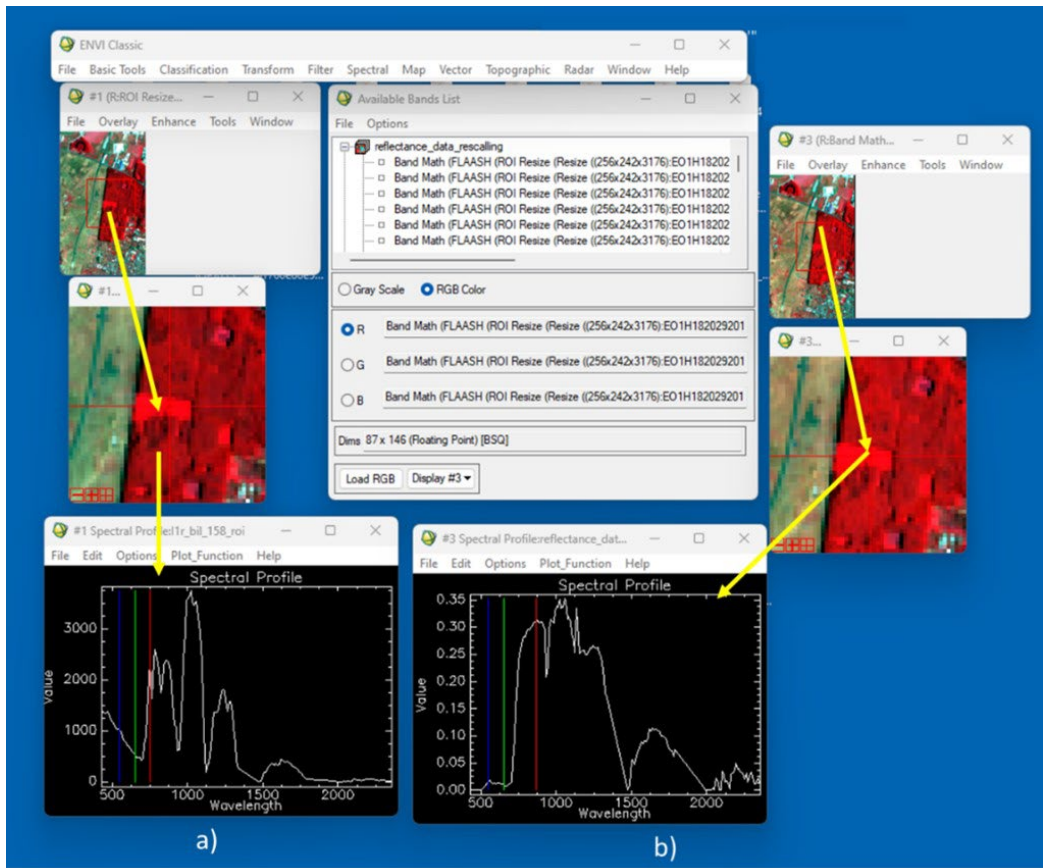 ENVI Classic
File Basic Tools Classification Transform Filter Spectral Map Vector Topographic Radar Window Help
#1 (R:ROI Resize...
File Overlay Enhance Tools Window
Available Bands List
File Options
reflectance_data_rescalling
Band Math (FLAASH (ROI Resize (Resize ((256x242x3176):EO1H18202
Band Math (FLAASH (ROI Resize (Resize ((256x242x3176):EO1H18202
Band Math (FLAASH (ROI Resize (Resize ((256x242x3176):EO1H18202
Band Math (FLAASH (ROI Resize (Resize ((256x242x3176):EO1H18202
Band Math (FLAASH (ROI Resize (Resize ((256x242x3176):EO1H18202
Band Math (FLAASH (ROI Resize (Resize ((256x242x3176):EO1H18202
Gray Scale RGB Color
R Band Math (FLAASH (ROI Resize (Resize ((256x242x3176):EO1H182029201
G Band Math (FLAASH (ROI Resize (Resize ((256x242x3176):EO1H182029201
B Band Math (FLAASH (ROI Resize (Resize ((256x242x3176):EO1H182029201
Dims 87 x 146 (Floating Point) [BSQ]
Load RGB Display #3
#3 (R:Band Math...
File Overlay Enhance Tools Window
#1...
#3...
#1 Spectral Profile:l1r_bil_158_roi
File Edit Options Plot_Function Help
Spectral Profile
Value
3000
2000
1000
0
500 1000 1500 2000
Wavelength
a)
#3 Spectral Profile:reflectance_dat...
File Edit Options Plot_Function Help
Spectral Profile
Value
0.35
0.30
0.25
0.20
0.15
0.10
0.05
0.00
500 1000 1500 2000
Wavelength
b)